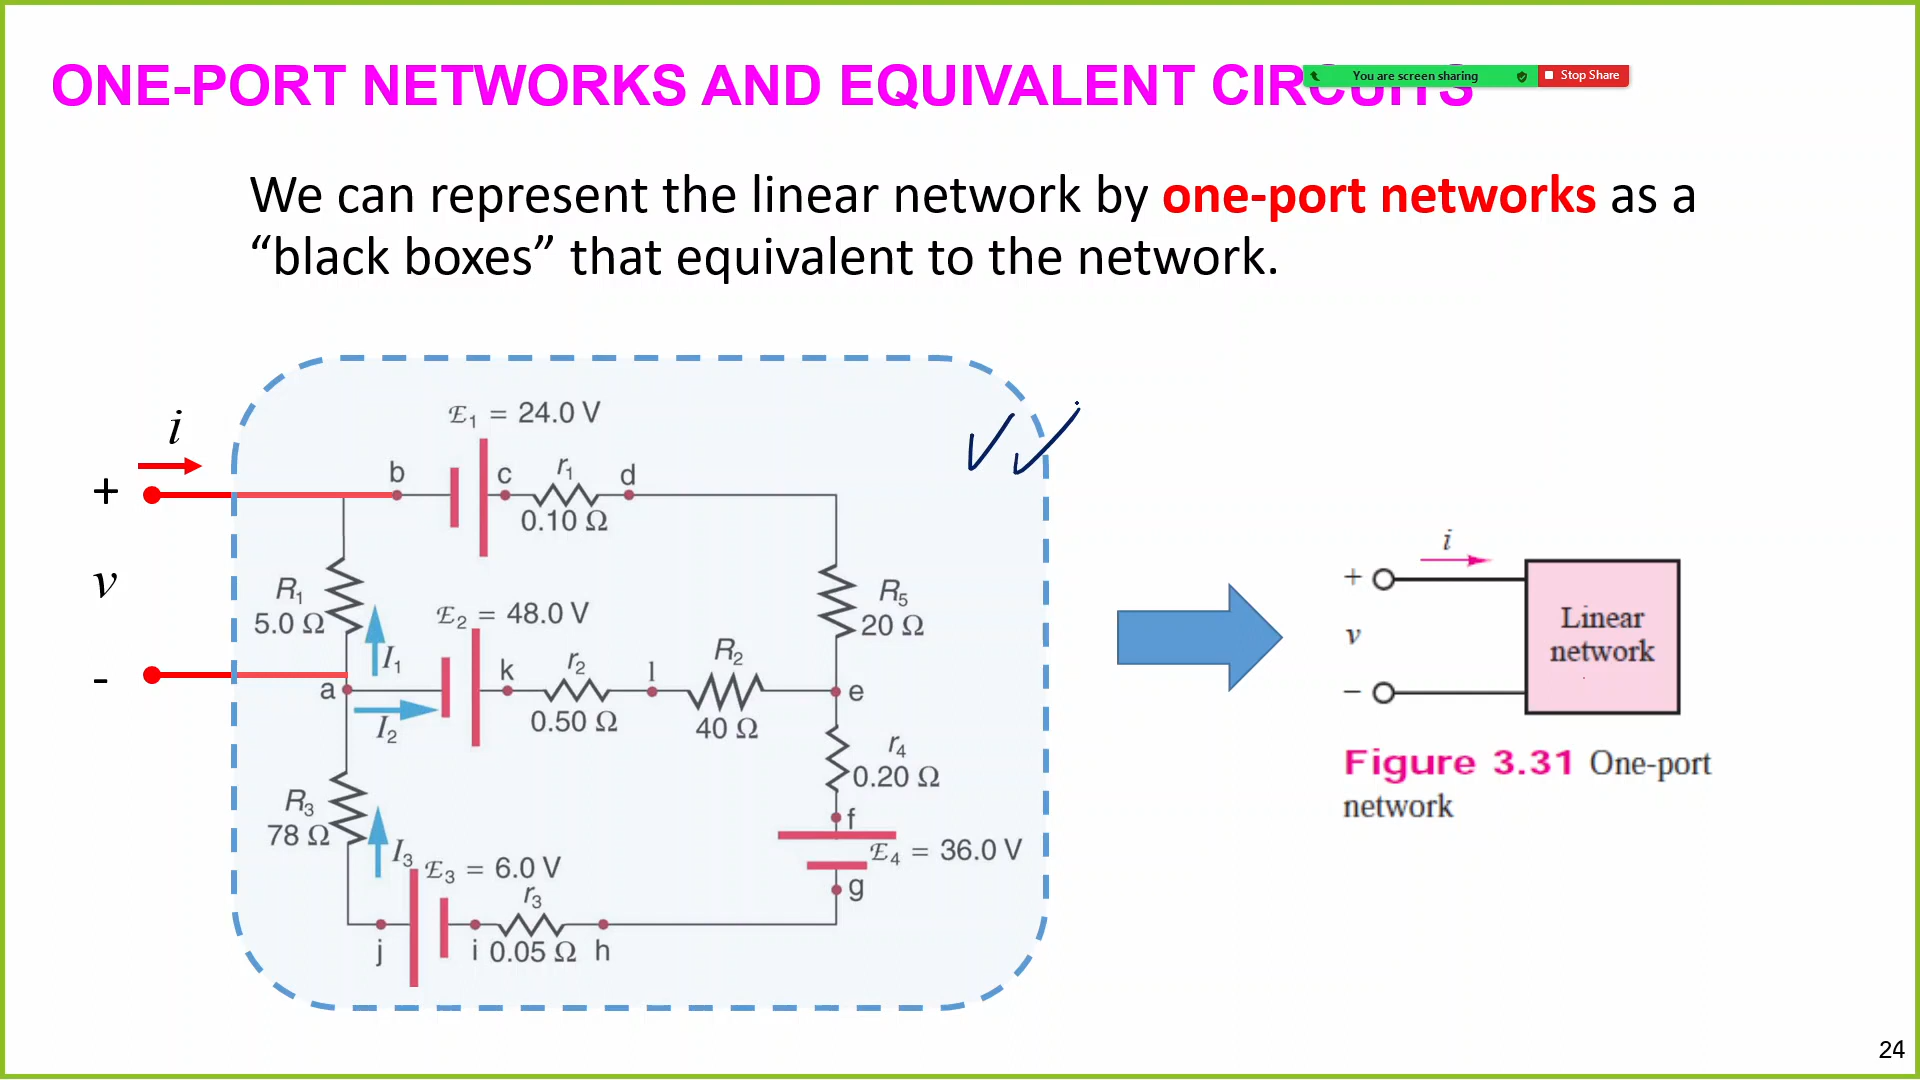 ONE-PORT NETWORKS AND EQUIVALENT CIRCUITS
You are screen sharing
Stop Share
We can represent the linear network by one-port networks as a
“black boxes” that equivalent to the network.
i
+
v
-
ℰ1 = 24.0 V
b
c
r1
d
0.10 Ω
R1
5.0 Ω
I1
ℰ2 = 48.0 V
k
r2
l
R2
a
e
I2
0.50 Ω
40 Ω
R5
20 Ω
r4
0.20 Ω
f
ℰ4 = 36.0 V
g
R3
78 Ω
I3
ℰ3 = 6.0 V
r3
j
i
0.05 Ω
h
i
+
v
−
Linear
network
Figure 3.31 One-port
network
24